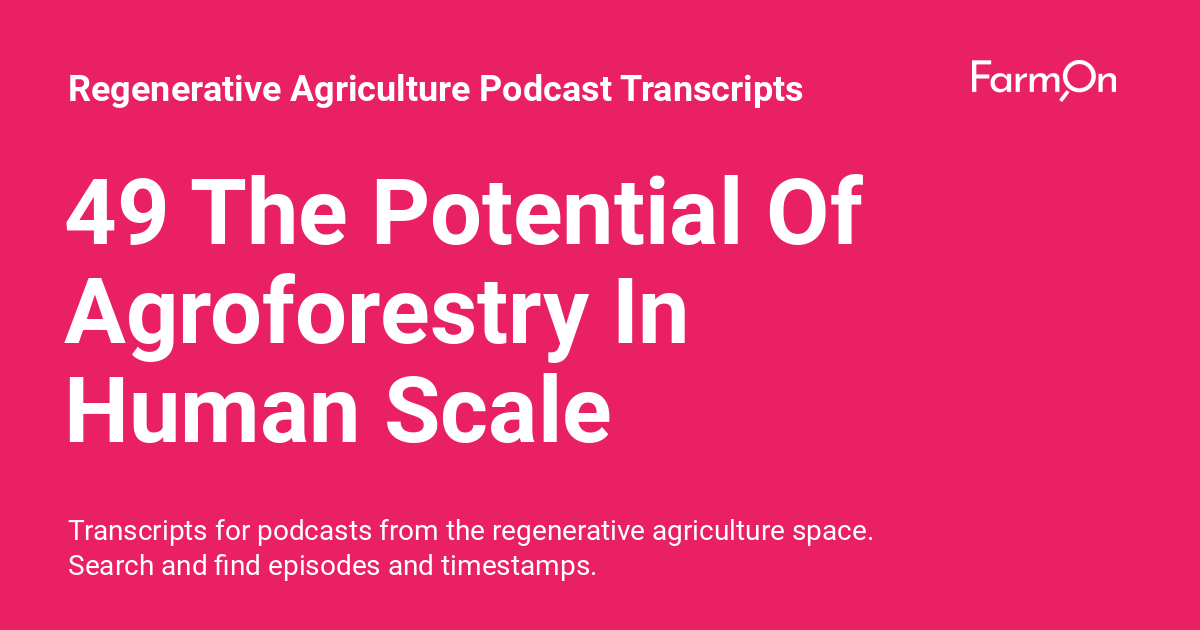 Regenerative Agriculture Podcast Transcripts
FarmOn
49 The Potential Of
Agroforestry In
Human Scale
Transcripts for podcasts from the regenerative agriculture space.
Search and find episodes and timestamps.